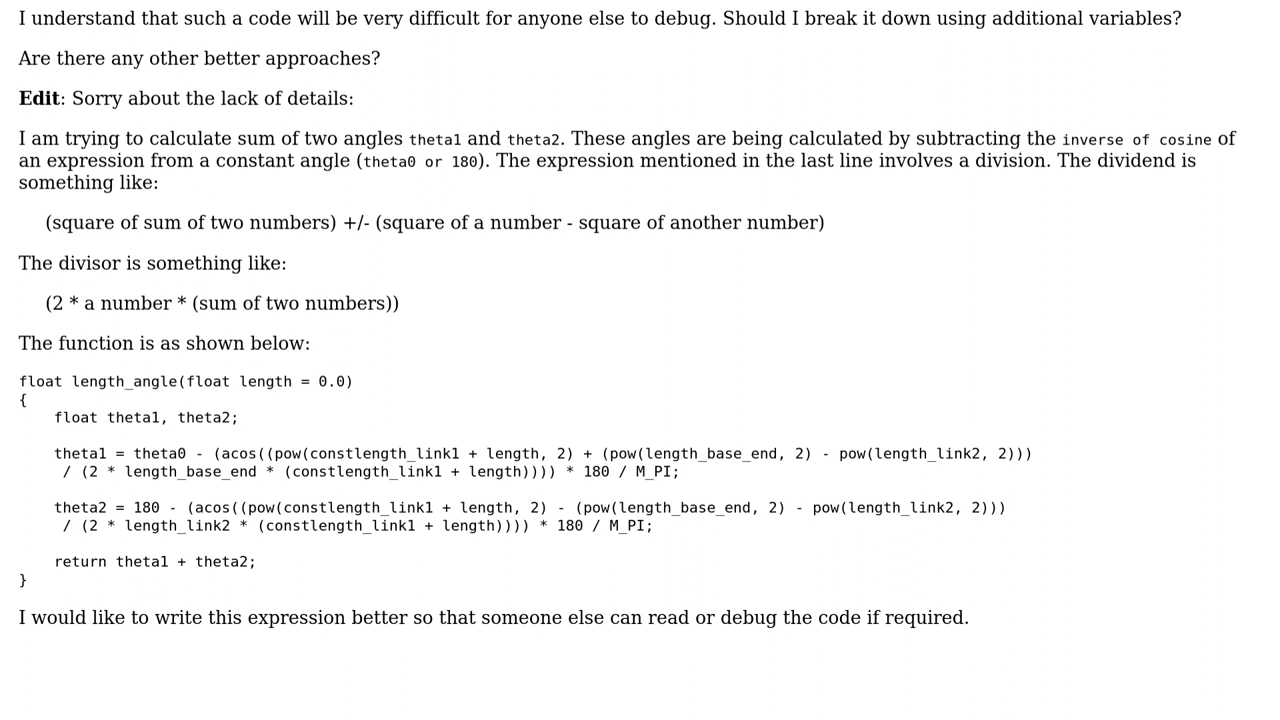 I understand that such a code will be very difficult for anyone else to debug. Should I break it down using additional variables?
Are there any other better approaches?
Edit: Sorry about the lack of details:
I am trying to calculate sum of two angles theta1 and theta2. These angles are being calculated by subtracting the inverse of cosine of
an expression from a constant angle (theta0 or 180). The expression mentioned in the last line involves a division. The dividend is
something like:
(square of sum of two numbers) +/- (square of a number - square of another number)
The divisor is something like:
(2 * a number * (sum of two numbers))
The function is as shown below:
float length_angle(float length = 0.0)
{
    float theta1, theta2;
    theta1 = theta0 - (acos((pow(constlength_link1 + length, 2) + (pow(length_base_end, 2) - pow(length_link2, 2)))
     / (2 * length_base_end * (constlength_link1 + length)))) * 180 / M_PI;
    theta2 = 180 - (acos((pow(constlength_link1 + length, 2) - (pow(length_base_end, 2) - pow(length_link2, 2)))
     / (2 * length_link2 * (constlength_link1 + length)))) * 180 / M_PI;
    return theta1 + theta2;
}
I would like to write this expression better so that someone else can read or debug the code if required.